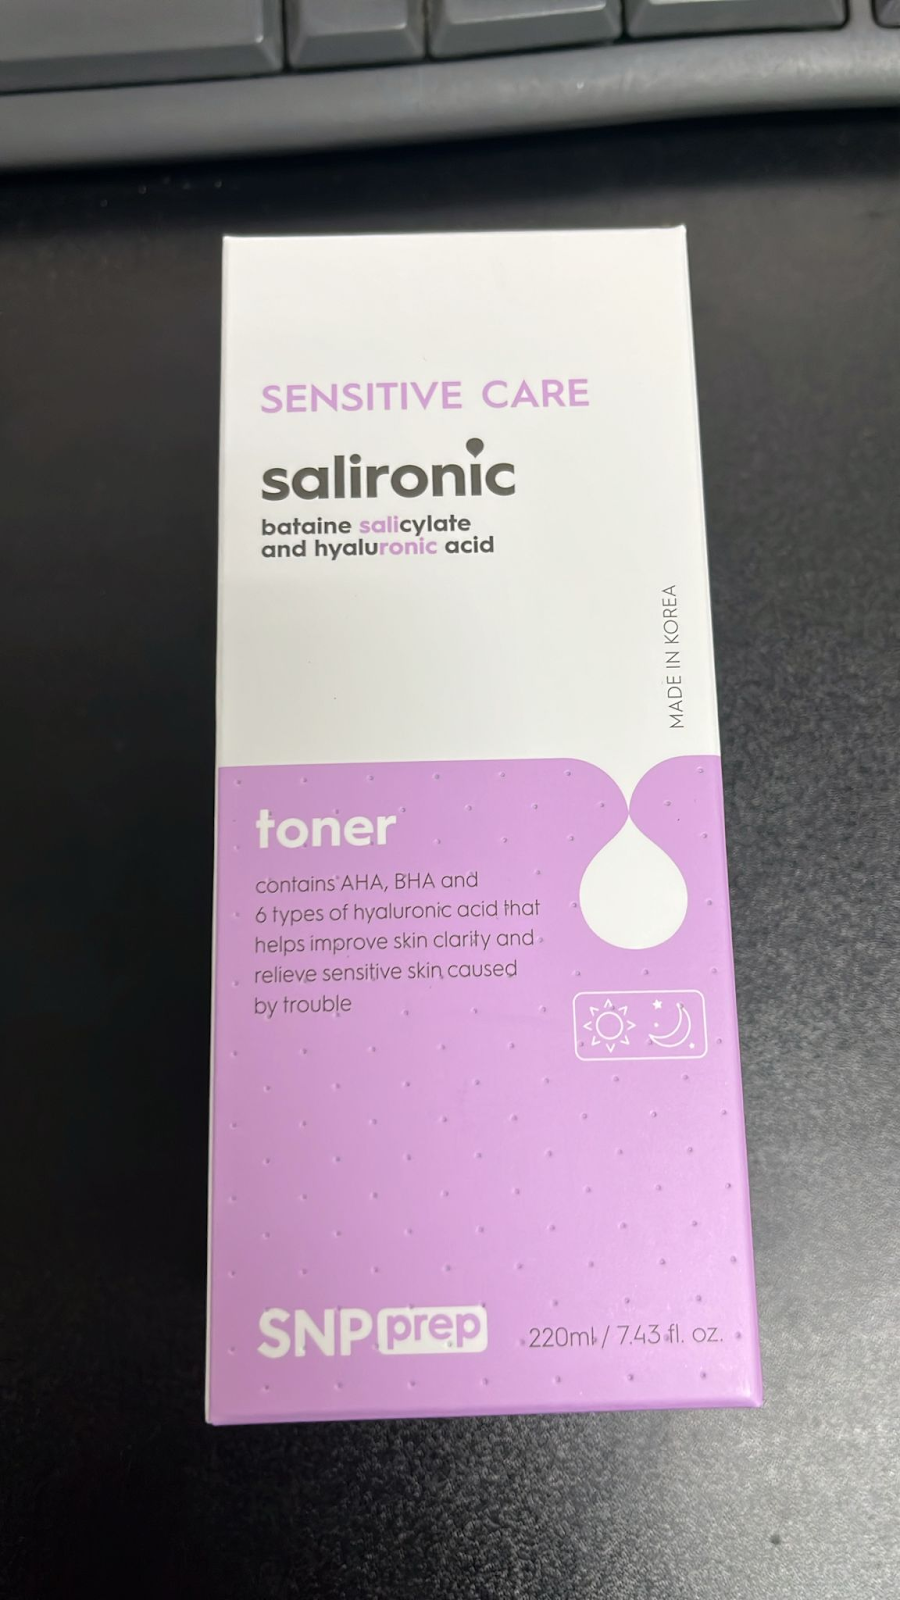 SENSITIVE CARE
salironic
bataine salicylate
and hyaluronic acid
MADE IN KOREA
toner
contains AHA, BHA and
6 types of hyaluronic acid that
helps improve skin clarity and
relieve sensitive skin caused
by trouble
SNP prep
220ml / 7.43 fl. oz.